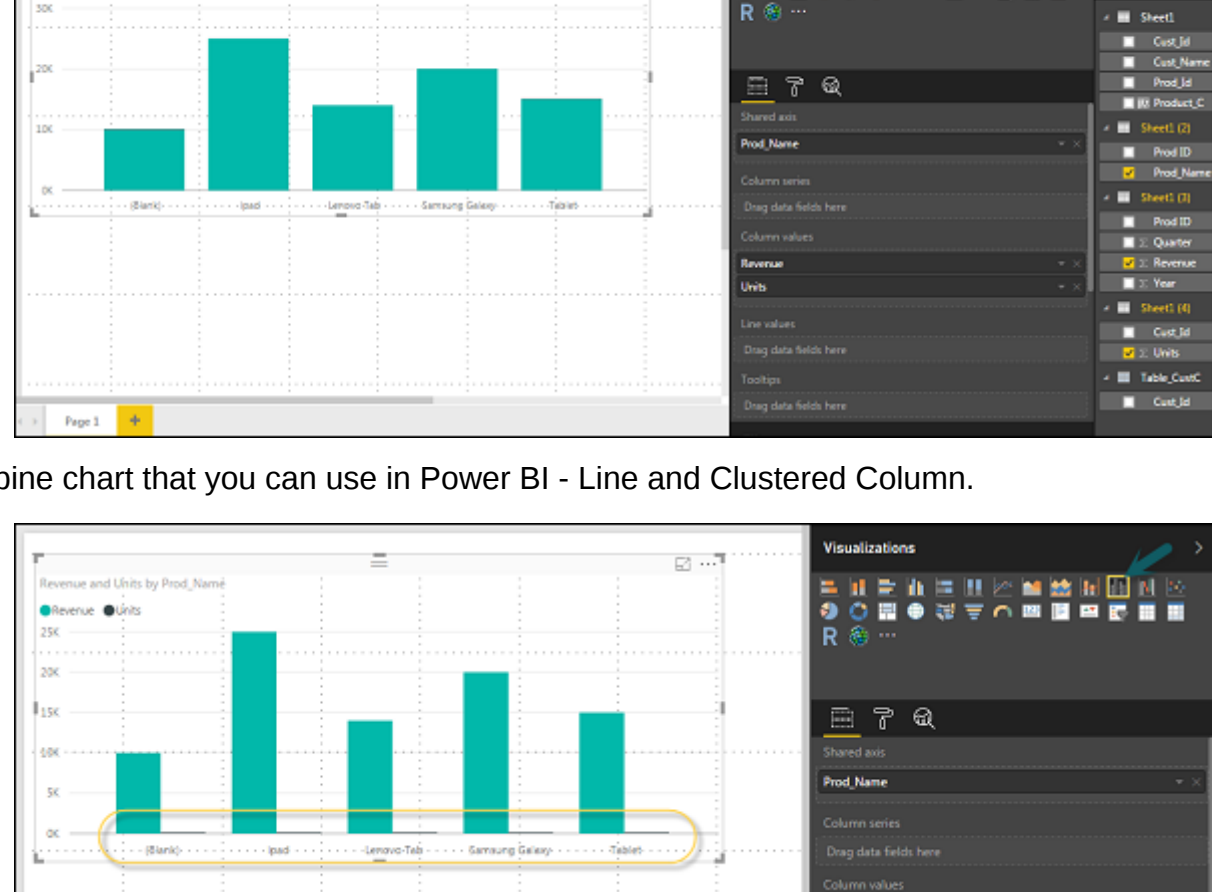 30K
20K
10K
0K
(Blank) Ipad Lenovo Tab Samsung Galaxy Tablet
Page 1 +
R ...
Shared axis
Prod_Name
Column series
Drag data fields here
Column values
Revenue
Units
Line values
Drag data fields here
Tooltips
Drag data fields here
Sheet1
Cust_Id
Cust_Name
Prod_Id
Product_C
Sheet1 (2)
Prod ID
Prod_Name
Sheet1 (3)
Prod ID
Σ Quarter
Σ Revenue
Σ Year
Sheet1 (4)
Cust_Id
Σ Units
Table_CustC
Cust_Id
bine chart that you can use in Power BI - Line and Clustered Column.
Revenue and Units by Prod_Name
Revenue Units
25K
20K
15K
10K
5K
0K
(Blank) Ipad Lenovo Tab Samsung Galaxy Tablet
Visualizations
R ...
Shared axis
Prod_Name
Column series
Drag data fields here
Column values